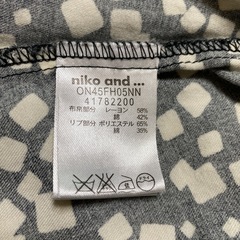 niko and ...
ON45FH05NN
41782200
布帛部分 レーヨン 58%
綿 42%
リブ部分 ポリエステル 65%
綿 35%